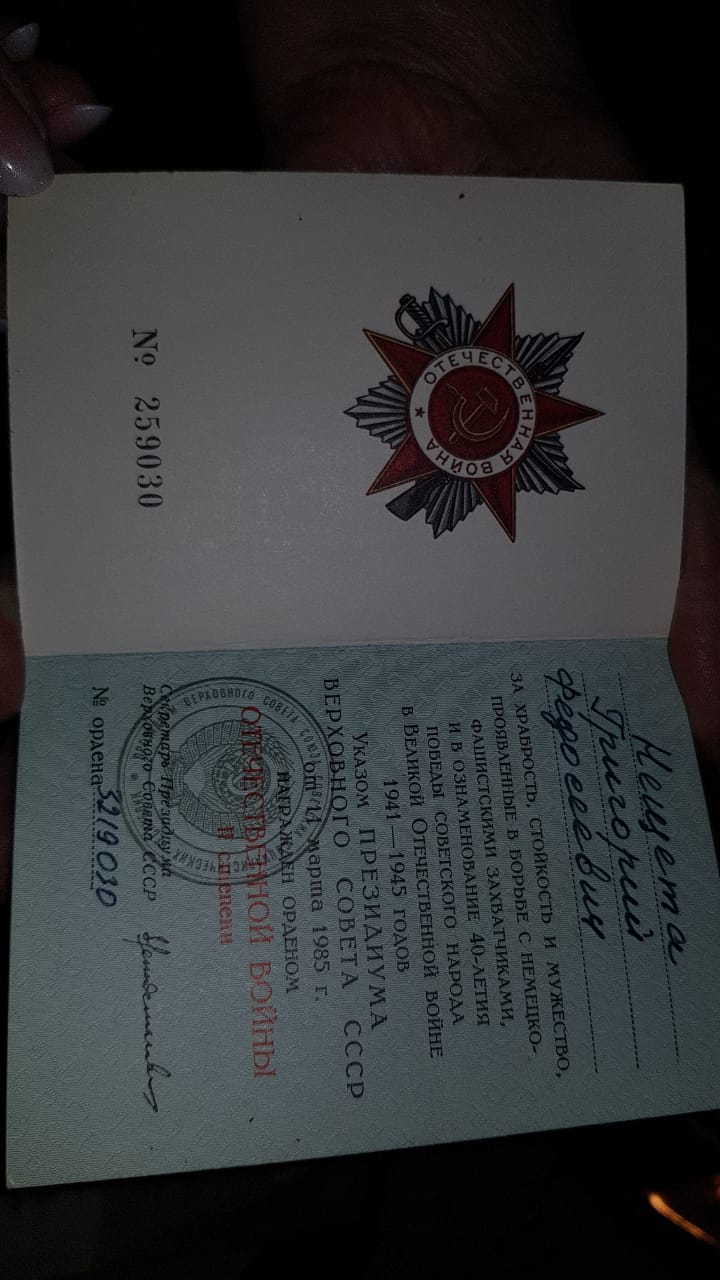 ОТЕЧЕСТВЕННАЯ ВОЙНА
№ 259030
Нещета
Григорий
Федосеевич
ЗА ХРАБРОСТЬ, СТОЙКОСТЬ И МУЖЕСТВО,
ПРОЯВЛЕННЫЕ В БОРЬБЕ С НЕМЕЦКО-
ФАШИСТСКИМИ ЗАХВАТЧИКАМИ,
И В ОЗНАМЕНОВАНИЕ 40-ЛЕТИЯ
ПОБЕДЫ СОВЕТСКОГО НАРОДА
В ВЕЛИКОЙ ОТЕЧЕСТВЕННОЙ ВОЙНЕ
1941—1945 ГОДОВ
УКАЗОМ ПРЕЗИДИУМА
ВЕРХОВНОГО СОВЕТА СССР
от 11 марта 1985 г.
НАГРАЖДЕН ОРДЕНОМ
ОТЕЧЕСТВЕННОЙ ВОЙНЫ
II степени
Секретарь Президиума
Верховного Совета СССР
№ ордена 3219030